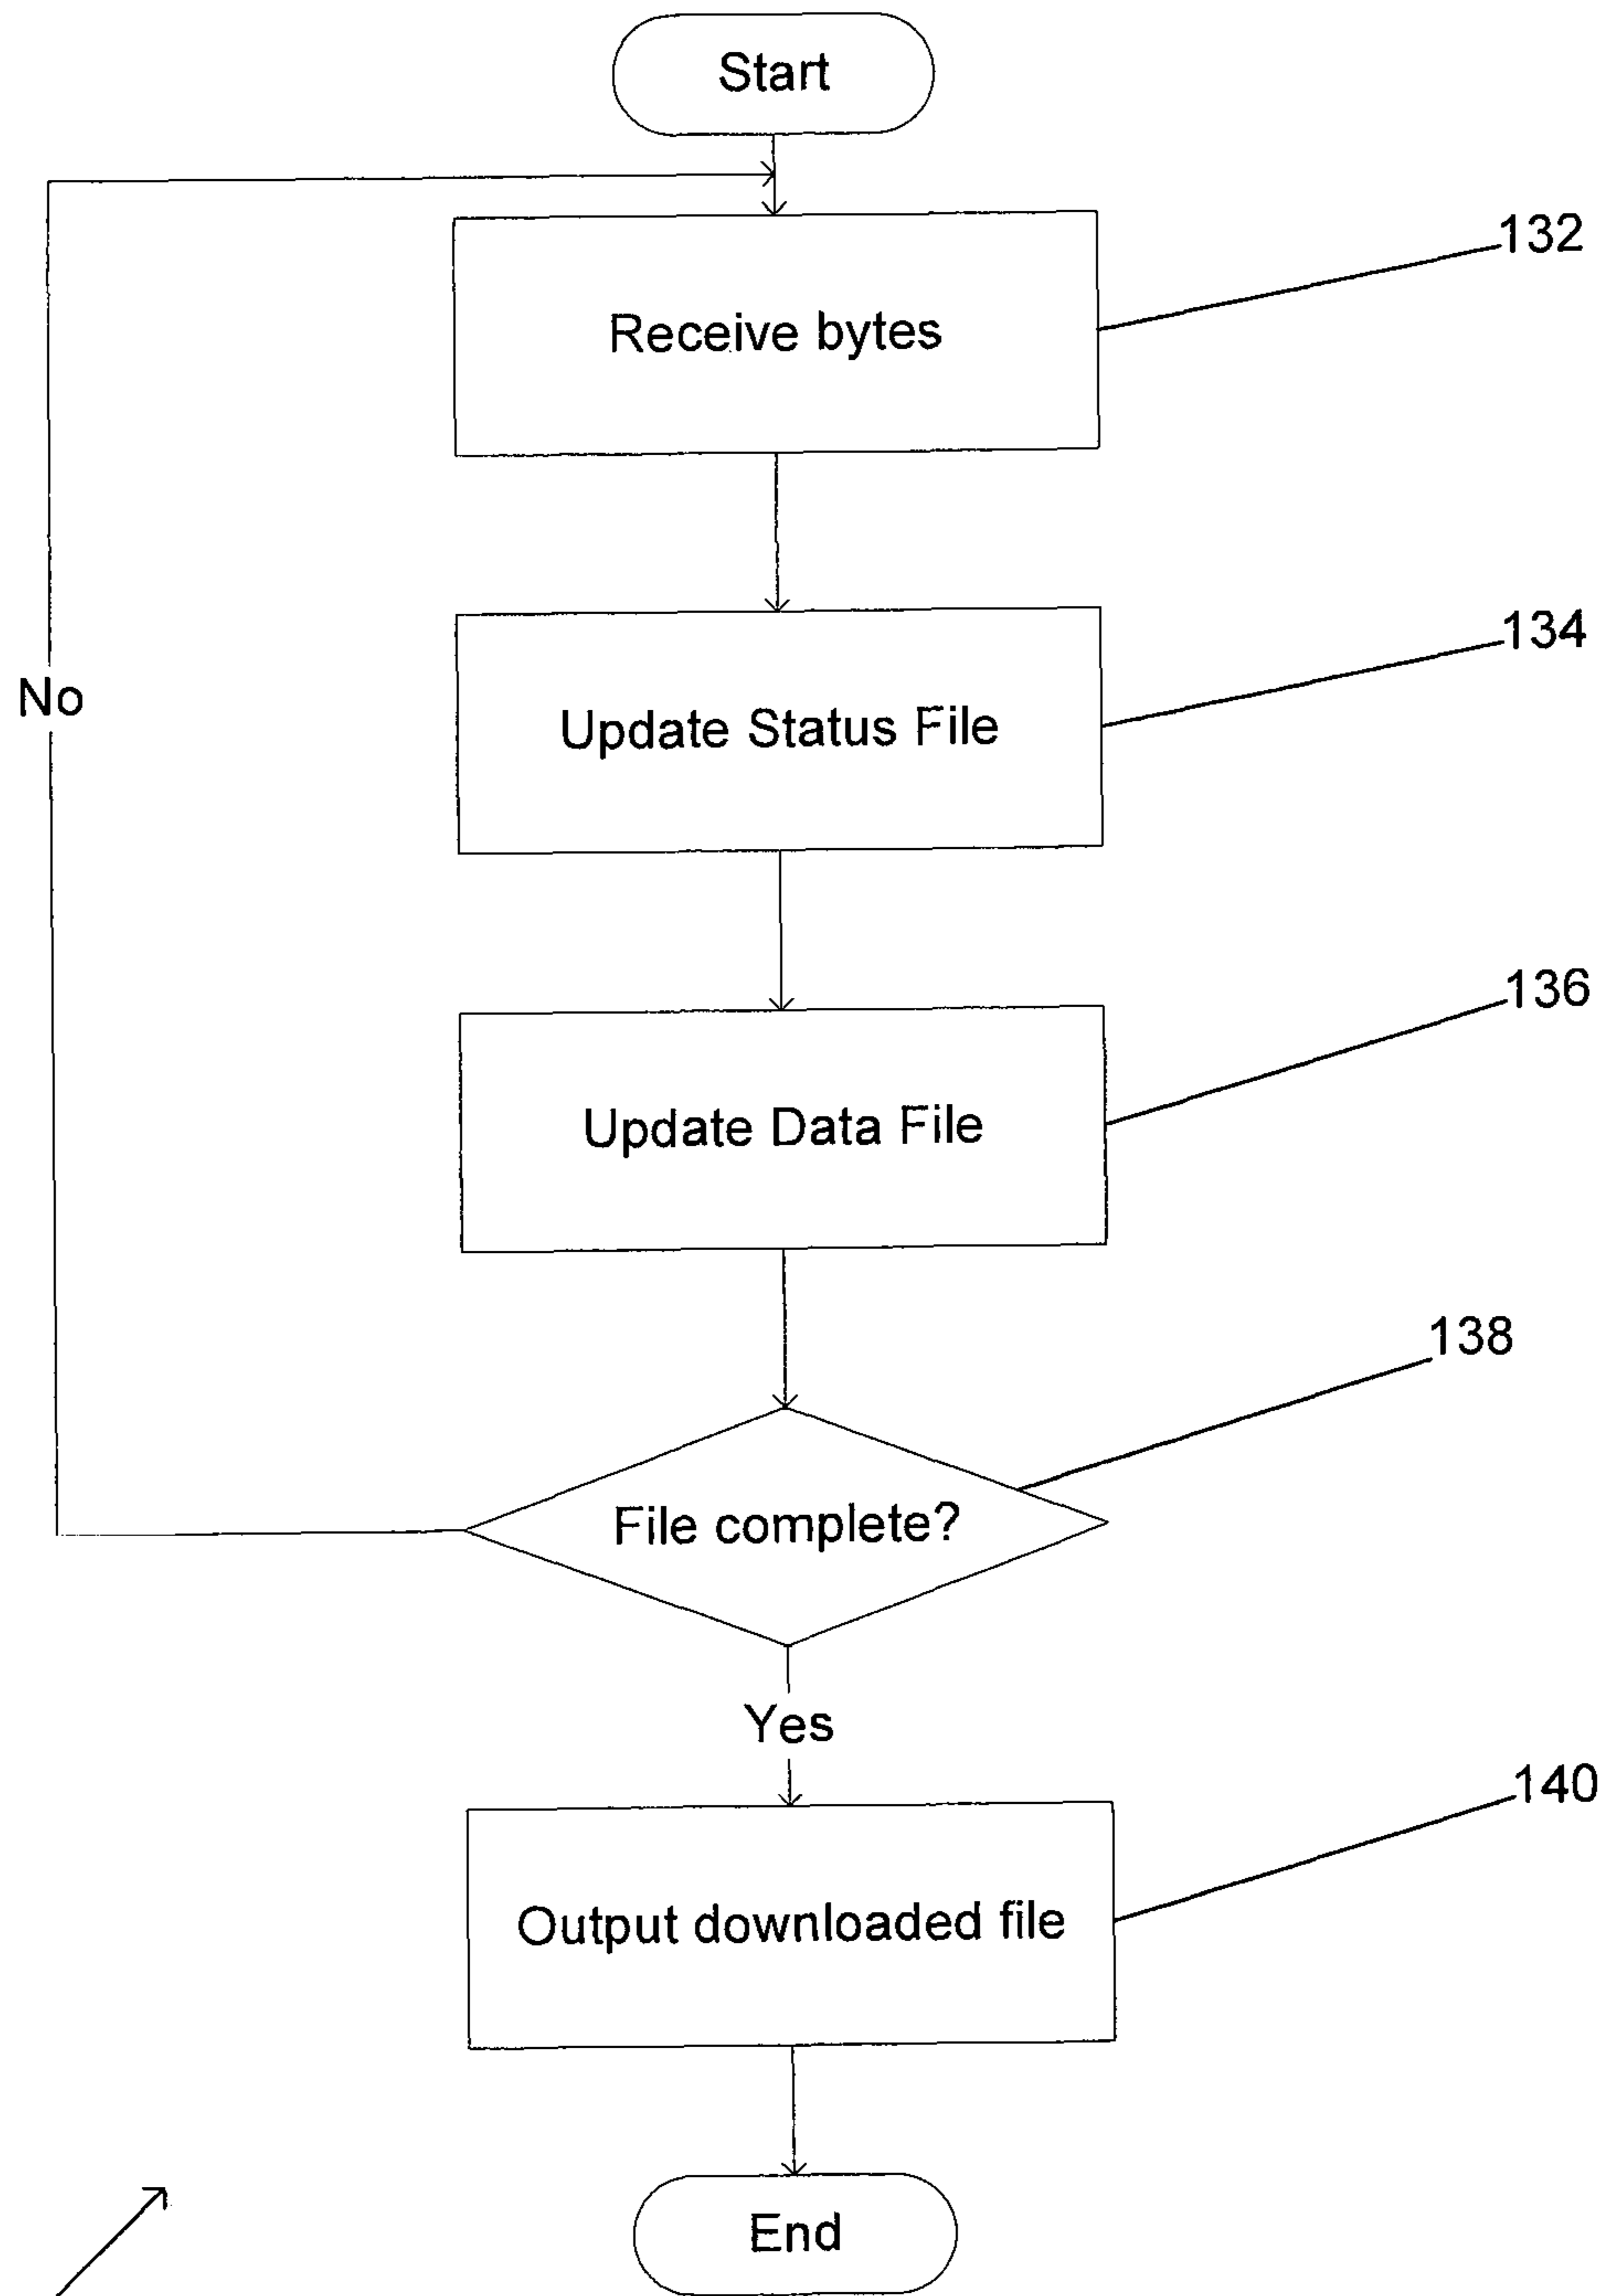 Start
Receive bytes
132
Update Status File
134
No
Update Data File
136
File complete?
138
Yes
Output downloaded file
140
End